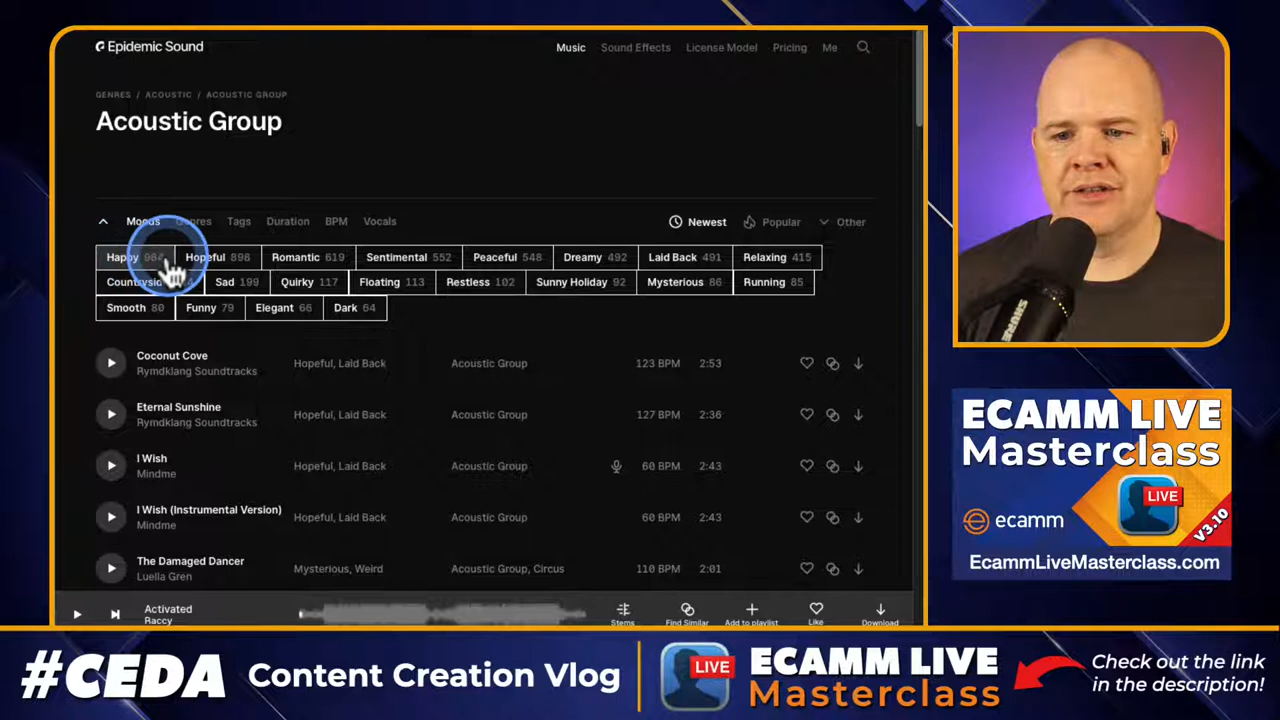 Epidemic Sound
Music Sound Effects License Model Pricing Me
GENRES / ACOUSTIC / ACOUSTIC GROUP
Acoustic Group
Moods Genres Tags Duration BPM Vocals Newest Popular Other
Happy 984 Hopeful 898 Romantic 619 Sentimental 552 Peaceful 548 Dreamy 492 Laid Back 491 Relaxing 415
Sad 199 Quirky 117 Floating 113 Restless 102 Sunny Holiday 92 Mysterious 86 Running 85
Smooth 80 Funny 79 Elegant 66 Dark 64
Coconut Cove
Rymdklang Soundtracks
Hopeful, Laid Back Acoustic Group 123 BPM 2:53
Eternal Sunshine
Rymdklang Soundtracks
Hopeful, Laid Back Acoustic Group 127 BPM 2:36
I Wish
Mindme
Hopeful, Laid Back Acoustic Group 60 BPM 2:43
I Wish (Instrumental Version)
Mindme
Hopeful, Laid Back Acoustic Group 60 BPM 2:43
The Damaged Dancer
Luella Gren
Mysterious, Weird Acoustic Group, Circus 110 BPM 2:01
Activated
Raccy
Stems Find Similar Add to playlist Like Download
SHURE
ECAMM LIVE
Masterclass
LIVE
ecamm
V3.10
EcammLiveMasterclass.com
#CEDA Content Creation Vlog
LIVE
ECAMM LIVE
Masterclass
Check out the link
in the description!